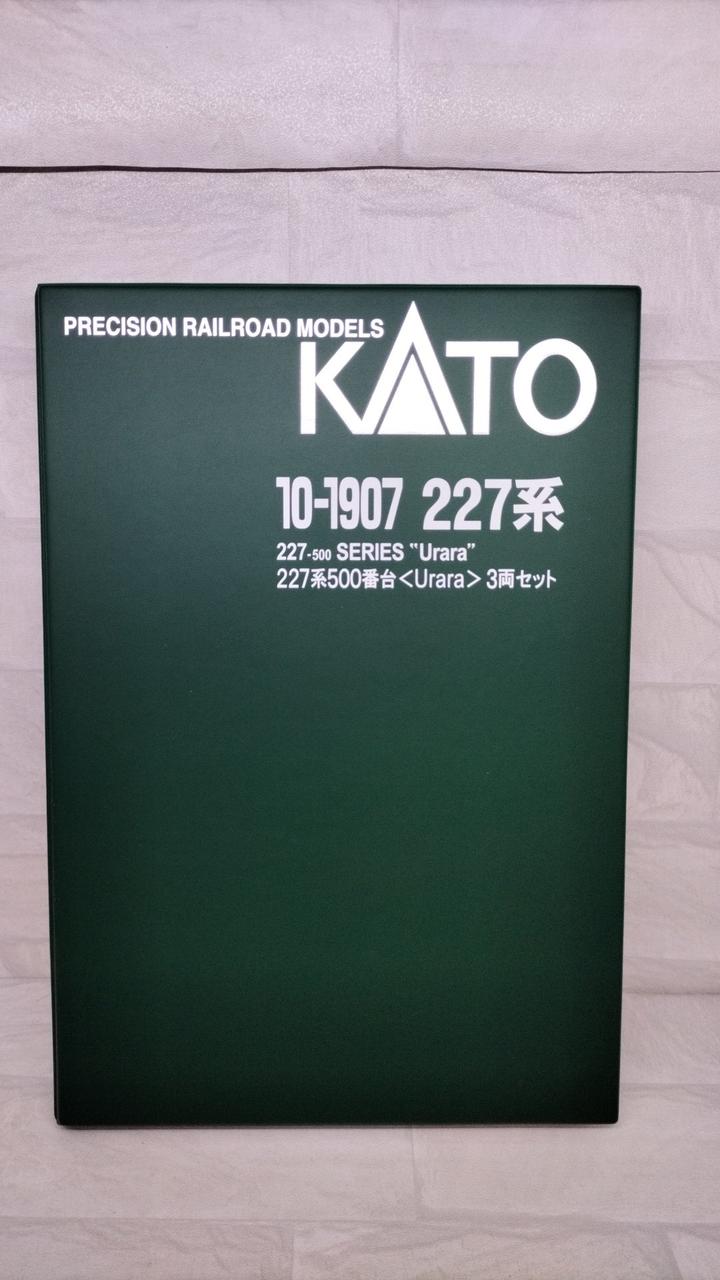 PRECISION RAILROAD MODELS
KATO
10-1907 227系
227-500 SERIES “Urara”
227系500番台<Urara> 3両セット